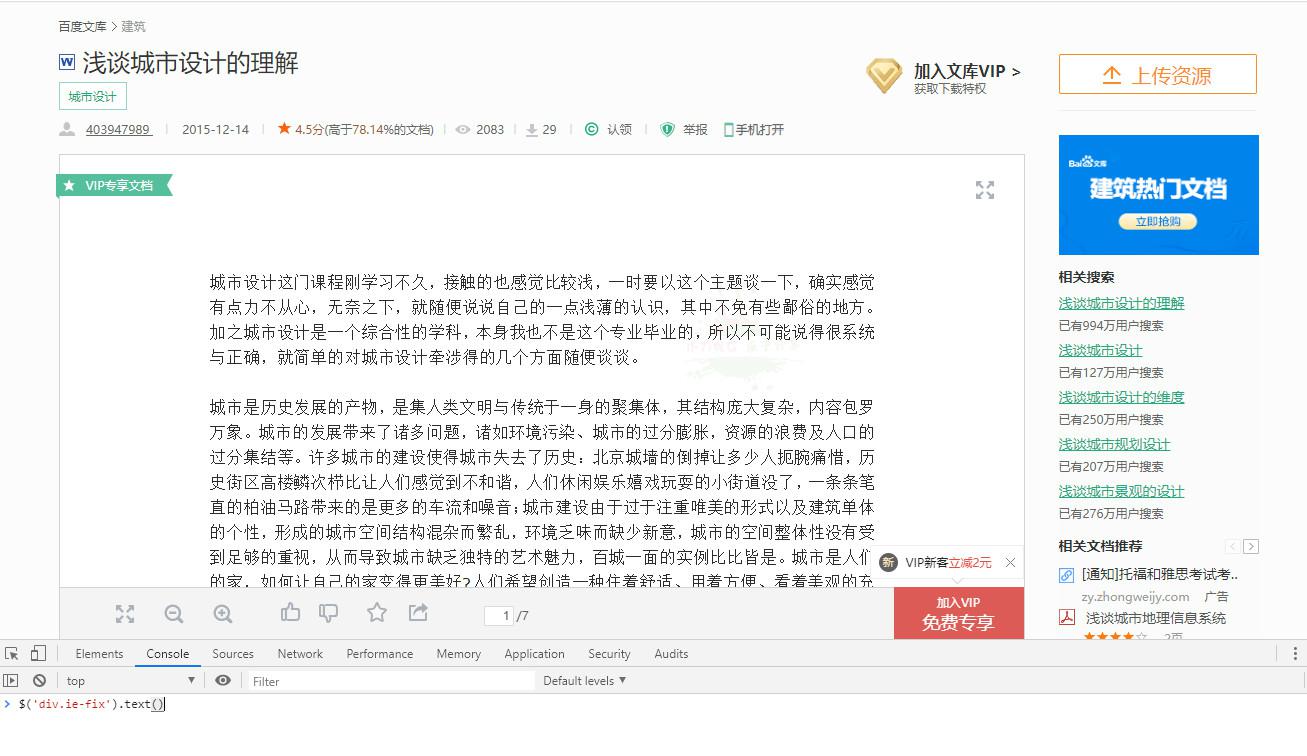 百度文库 > 建筑
W 浅谈城市设计的理解
城市设计
403947989
2015-12-14
4.5分(高于78.14%的文档)
2083
29
认领
举报
手机打开
加入文库VIP >
获取下载特权
上传资源
VIP专享文档
城市设计这门课程刚学习不久，接触的也感觉比较浅，一时要以这个主题谈一下，确实感觉
有点力不从心，无奈之下，就随便说说自己的一点浅薄的认识，其中不免有些鄙俗的地方。
加之城市设计是一个综合性的学科，本身我也不是这个专业毕业的，所以不可能说得很系统
与正确，就简单的对城市设计牵涉得的几个方面随便谈谈。
城市是历史发展的产物，是集人类文明与传统于一身的聚集体，其结构庞大复杂，内容包罗
万象。城市的发展带来了诸多问题，诸如环境污染、城市的过分膨胀，资源的浪费及人口的
过分集结等。许多城市的建设使得城市失去了历史：北京城墙的倒掉让多少人扼腕痛惜，历
史街区高楼鳞次栉比让人们感觉到不和谐，人们休闲娱乐嬉戏玩耍的小街道没了，一条条笔
直的柏油马路带来的是更多的车流和噪音；城市建设由于过于注重唯美的形式以及建筑单体
的个性，形成的城市空间结构混杂而繁乱，环境乏味而缺少新意，城市的空间整体性没有受
到足够的重视，从而导致城市缺乏独特的艺术魅力，百城一面的实例比比皆是。城市是人们
的家，如何让自己的家变得更美好?人们希望创造一种住着舒适、用着方便、看着美观的充
新 VIP新客立减2元
加入VIP
免费专享
1 /7
Bai文库
建筑热门文档
立即抢购
相关搜索
浅谈城市设计的理解
已有994万用户搜索
浅谈城市设计
已有127万用户搜索
浅谈城市设计的维度
已有250万用户搜索
浅谈城市规划设计
已有207万用户搜索
浅谈城市景观的设计
已有276万用户搜索
相关文档推荐
[通知]托福和雅思考试考..
zy.zhongweijy.com 广告
浅谈城市地理信息系统
2页
Elements Console Sources Network Performance Memory Application Security Audits
top Filter Default levels
> $('div.ie-fix').text()